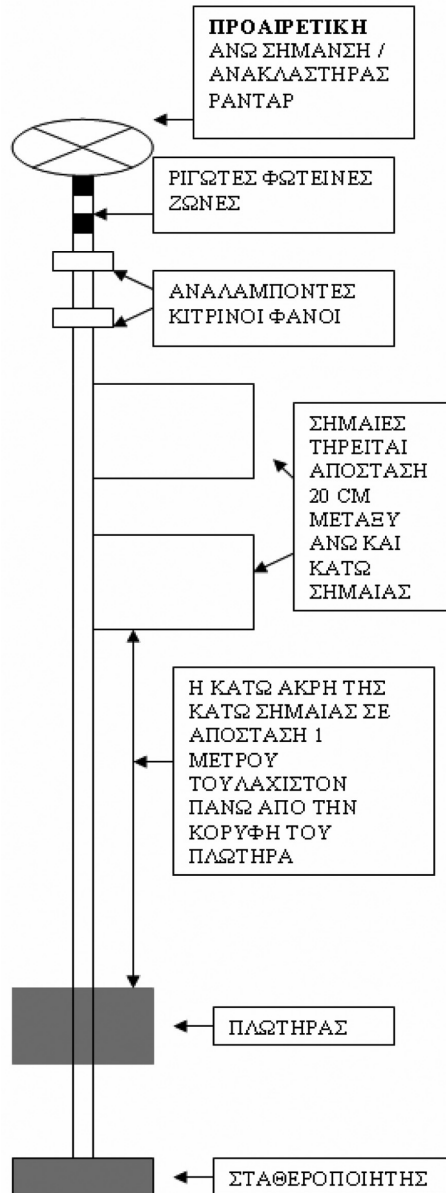 ΠΡΟΑΙΡΕΤΙΚΗ
ΑΝΩ ΣΗΜΑΝΣΗ /
ΑΝΑΚΛΑΣΤΗΡΑΣ
ΡΑΝΤΑΡ
ΡΙΓΩΤΕΣ ΦΩΤΕΙΝΕΣ
ΖΩΝΕΣ
ΑΝΑΛΑΜΠΟΝΤΕΣ
ΚΙΤΡΙΝΟΙ ΦΑΝΟΙ
ΣΗΜΑΙΕΣ
ΤΗΡΕΙΤΑΙ
ΑΠΟΣΤΑΣΗ
20 CM
ΜΕΤΑΞΥ
ΑΝΩ ΚΑΙ
ΚΑΤΩ
ΣΗΜΑΙΑΣ
Η ΚΑΤΩ ΑΚΡΗ ΤΗΣ
ΚΑΤΩ ΣΗΜΑΙΑΣ ΣΕ
ΑΠΟΣΤΑΣΗ 1
ΜΕΤΡΟΥ
ΤΟΥΛΑΧΙΣΤΟΝ
ΠΑΝΩ ΑΠΟ ΤΗΝ
ΚΟΡΥΦΗ ΤΟΥ
ΠΛΩΤΗΡΑ
ΠΛΩΤΗΡΑΣ
ΣΤΑΘΕΡΟΠΟΙΗΤΗΣ